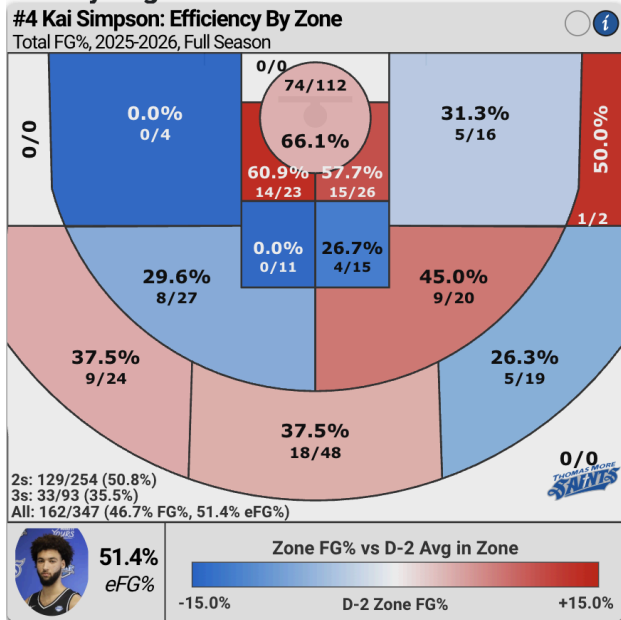 #4 Kai Simpson: Efficiency By Zone
i
Total FG%, 2025-2026, Full Season
0/0
0/0
74/112
66.1%
0.0%
0/4
31.3%
5/16
50.0%
1/2
60.9%
14/23
57.7%
15/26
0.0%
0/11
26.7%
4/15
29.6%
8/27
45.0%
9/20
37.5%
9/24
26.3%
5/19
37.5%
18/48
0/0
THOMAS MORE
SAINTS
2s: 129/254 (50.8%)
3s: 33/93 (35.5%)
All: 162/347 (46.7% FG%, 51.4% eFG%)
51.4%
eFG%
Zone FG% vs D-2 Avg in Zone
-15.0%
D-2 Zone FG%
+15.0%